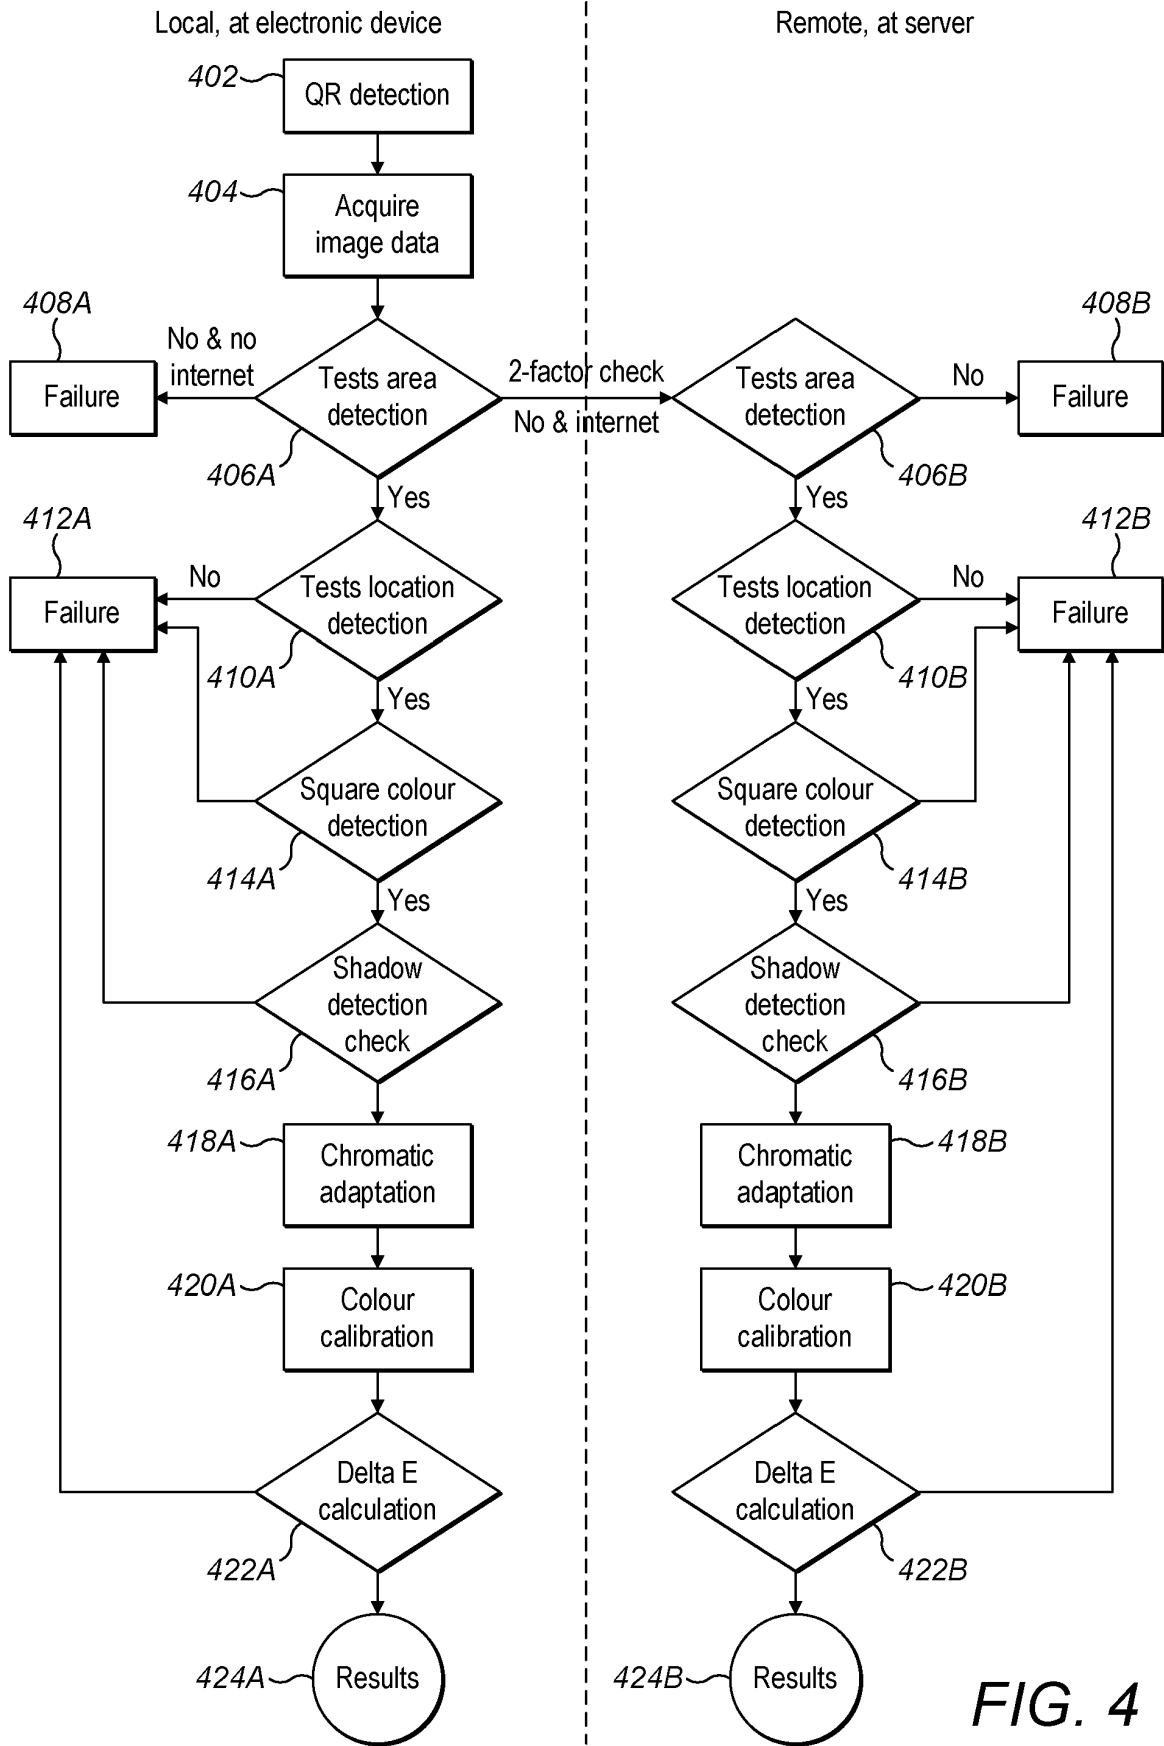 Local, at electronic device
Remote, at server
402
QR detection
404
Acquire
image data
408A
Failure
No & no
internet
Tests area
detection
406A
2-factor check
No & internet
Tests area
detection
406B
No
408B
Failure
Yes
Yes
412A
Failure
No
Tests location
detection
410A
Tests location
detection
410B
No
412B
Failure
Yes
Yes
Square colour
detection
414A
Square colour
detection
414B
Yes
Yes
Shadow
detection
check
416A
Shadow
detection
check
416B
418A
Chromatic
adaptation
Chromatic
adaptation
418B
420A
Colour
calibration
Colour
calibration
420B
Delta E
calculation
422A
Delta E
calculation
422B
424A
Results
424B
Results
FIG. 4